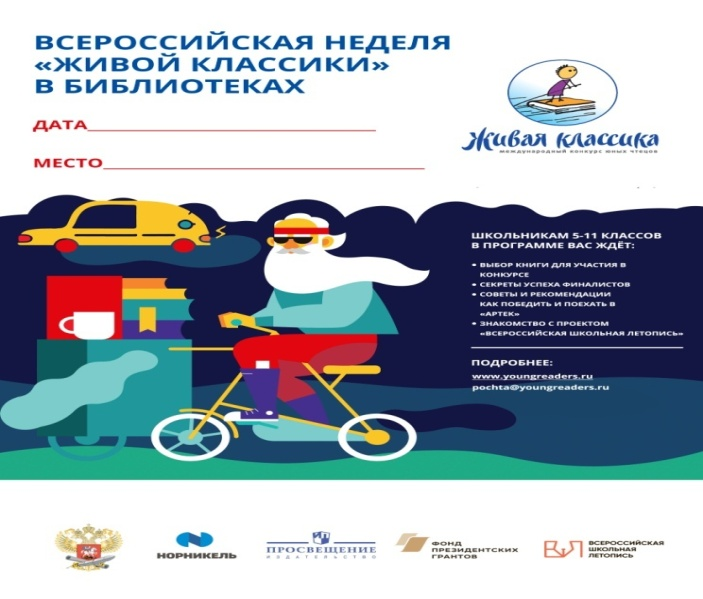 ВСЕРОССИЙСКАЯ НЕДЕЛЯ
«ЖИВОЙ КЛАССИКИ»
В БИБЛИОТЕКАХ
ДАТА
МЕСТО
Живая классика
международный конкурс юных чтецов
ШКОЛЬНИКАМ 5-11 КЛАССОВ
В ПРОГРАММЕ ВАС ЖДЁТ:
• ВЫБОР КНИГИ ДЛЯ УЧАСТИЯ В
КОНКУРСЕ
• СЕКРЕТЫ УСПЕХА ФИНАЛИСТОВ
• СОВЕТЫ И РЕКОМЕНДАЦИИ
КАК ПОБЕДИТЬ И ПОЕХАТЬ В
«АРТЕК»
• ЗНАКОМСТВО С ПРОЕКТОМ
«ВСЕРОССИЙСКАЯ ШКОЛЬНАЯ ЛЕТОПИСЬ»
ПОДРОБНЕЕ:
www.youngreaders.ru
pochta@youngreaders.ru
НОРНИКЕЛЬ
ПРОСВЕЩЕНИЕ
ИЗДАТЕЛЬСТВО
ФОНД
ПРЕЗИДЕНТСКИХ
ГРАНТОВ
ВСЕРОССИЙСКАЯ
ШКОЛЬНАЯ
ЛЕТОПИСЬ